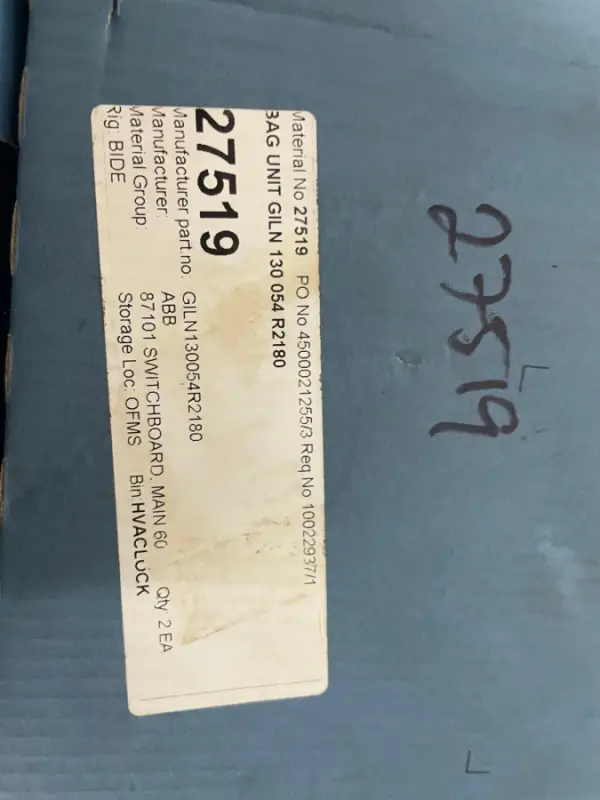 Material No 27519 PO No 4500021255/3 Req.No 10022937/1
BAG UNIT GILN 130 054 R2180
27519
Manufacturer part.no. GILN130054R2180
Manufacturer: ABB
Material Group: 87101 SWITCHBOARD, MAIN 60 Qty 2 EA
Rig: BIDE Storage Loc: OFMS Bin:HVACLUCK
27519